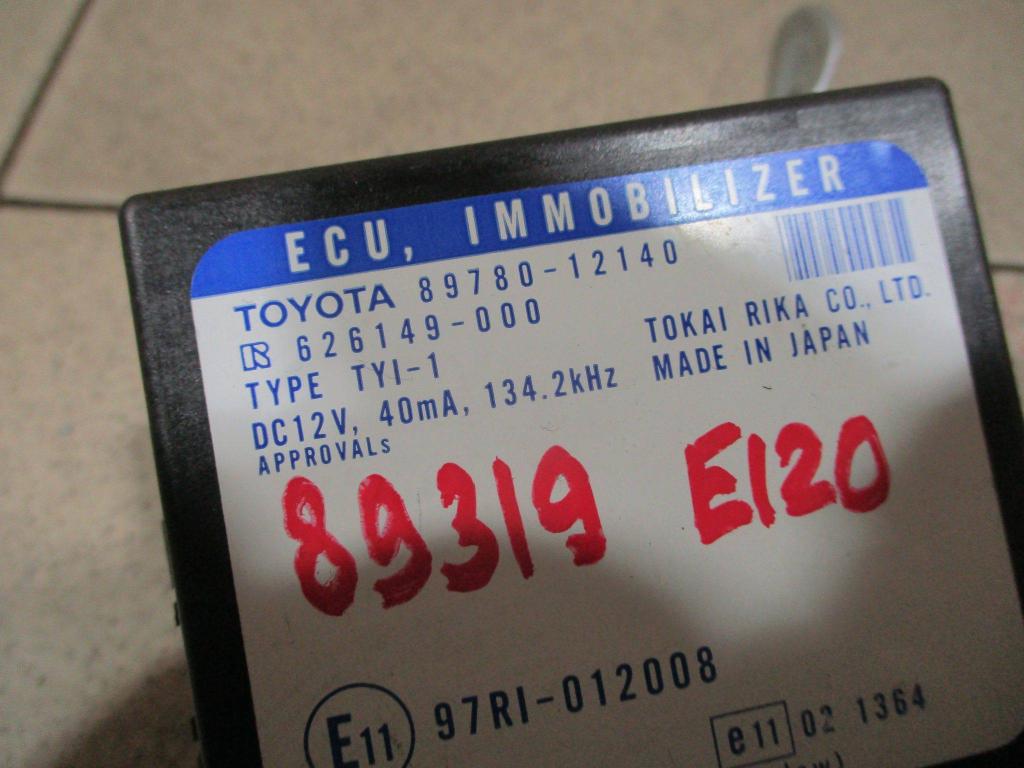 ECU, IMMOBILIZER
TOYOTA 89780-12140
626149-000
TYPE TYI-1
DC12V, 40mA, 134.2kHz
TOKAI RIKA CO., LTD.
MADE IN JAPAN
APPROVALs
89319 E120
E11 97RI-012008
e11 02 1364